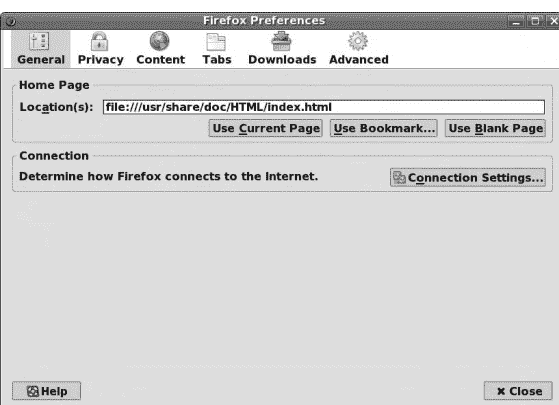 Firefox Preferences
General Privacy Content Tabs Downloads Advanced
Home Page
Location(s): file:///usr/share/doc/HTML/index.html
Use Current Page Use Bookmark... Use Blank Page
Connection
Determine how Firefox connects to the Internet. Connection Settings...
Help Close